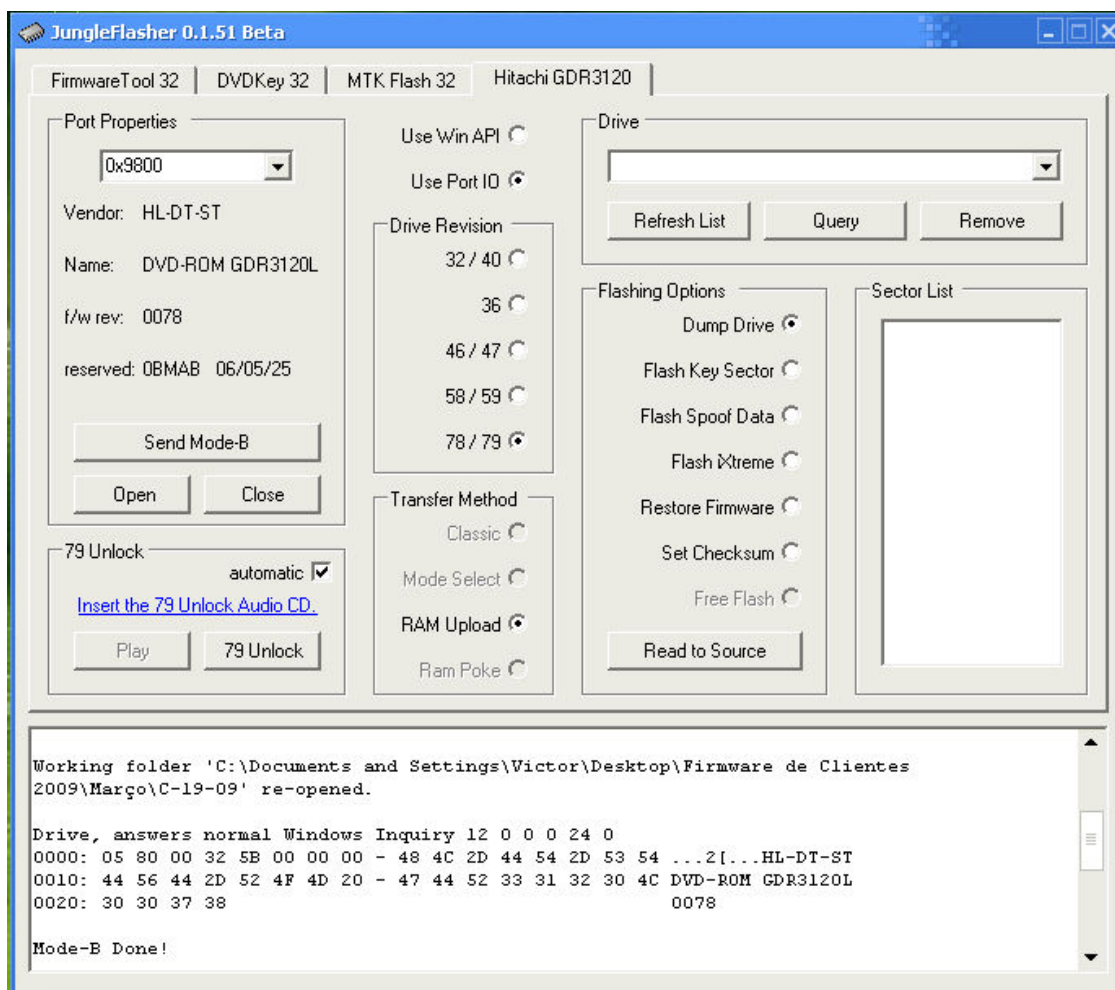 JungleFlasher 0.1.51 Beta
FirmwareTool 32
DVDKey 32
MTK Flash 32
Hitachi GDR3120
Port Properties
0x9800
Vendor: HL-DT-ST
Name: DVD-ROM GDR3120L
f/w rev: 0078
reserved: 0BMAB 06/05/25
Send Mode-B
Open
Close
79 Unlock
automatic
Insert the 79 Unlock Audio CD.
Play
79 Unlock
Use Win API
Use Port IO
Drive Revision
32 / 40
36
46 / 47
58 / 59
78 / 79
Transfer Method
Classic
Mode Select
RAM Upload
Ram Poke
Drive
Refresh List
Query
Remove
Flashing Options
Dump Drive
Flash Key Sector
Flash Spoof Data
Flash iXtreme
Restore Firmware
Set Checksum
Free Flash
Read to Source
Sector List
Working folder 'C:\Documents and Settings\Victor\Desktop\Firmware de Clientes
2009\Março\C-19-09' re-opened.
Drive, answers normal Windows Inquiry 12 0 0 0 24 0
0000: 05 80 00 32 5B 00 00 00 - 48 4C 2D 44 54 2D 53 54 ...2[...HL-DT-ST
0010: 44 56 44 2D 52 4F 4D 20 - 47 44 52 33 31 32 30 4C DVD-ROM GDR3120L
0020: 30 30 37 38 0078
Mode-B Done!